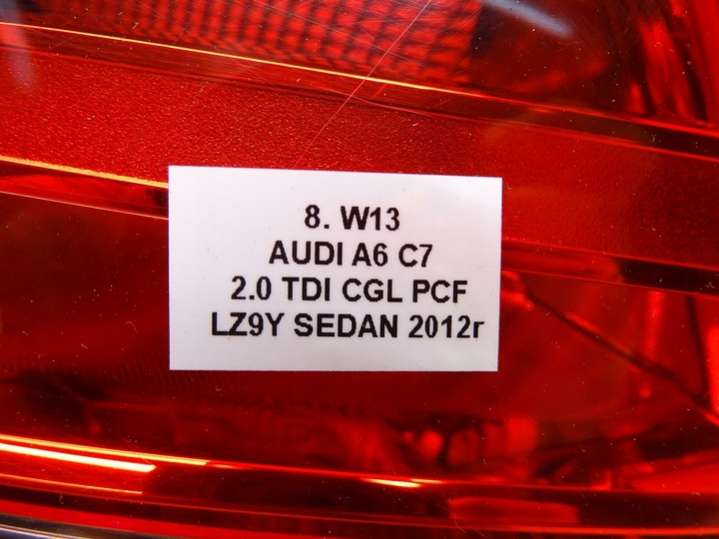 8. W13
AUDI A6 C7
2.0 TDI CGL PCF
LZ9Y SEDAN 2012r